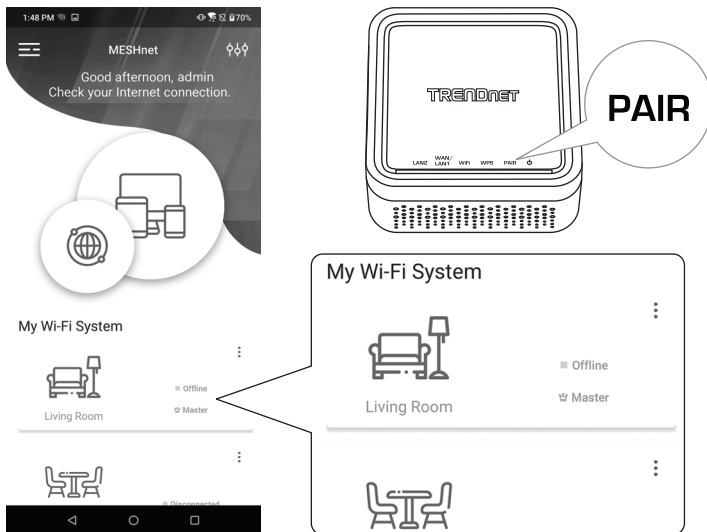 1:48 PM
70%
MESHnet
Good afternoon, admin
Check your Internet connection.
My Wi-Fi System
Offline
Living Room
Master
Disconnected
TRENDNET
LAN2 WAN/LAN1 WiFi WPS PAIR
PAIR
My Wi-Fi System
Offline
Living Room
Master